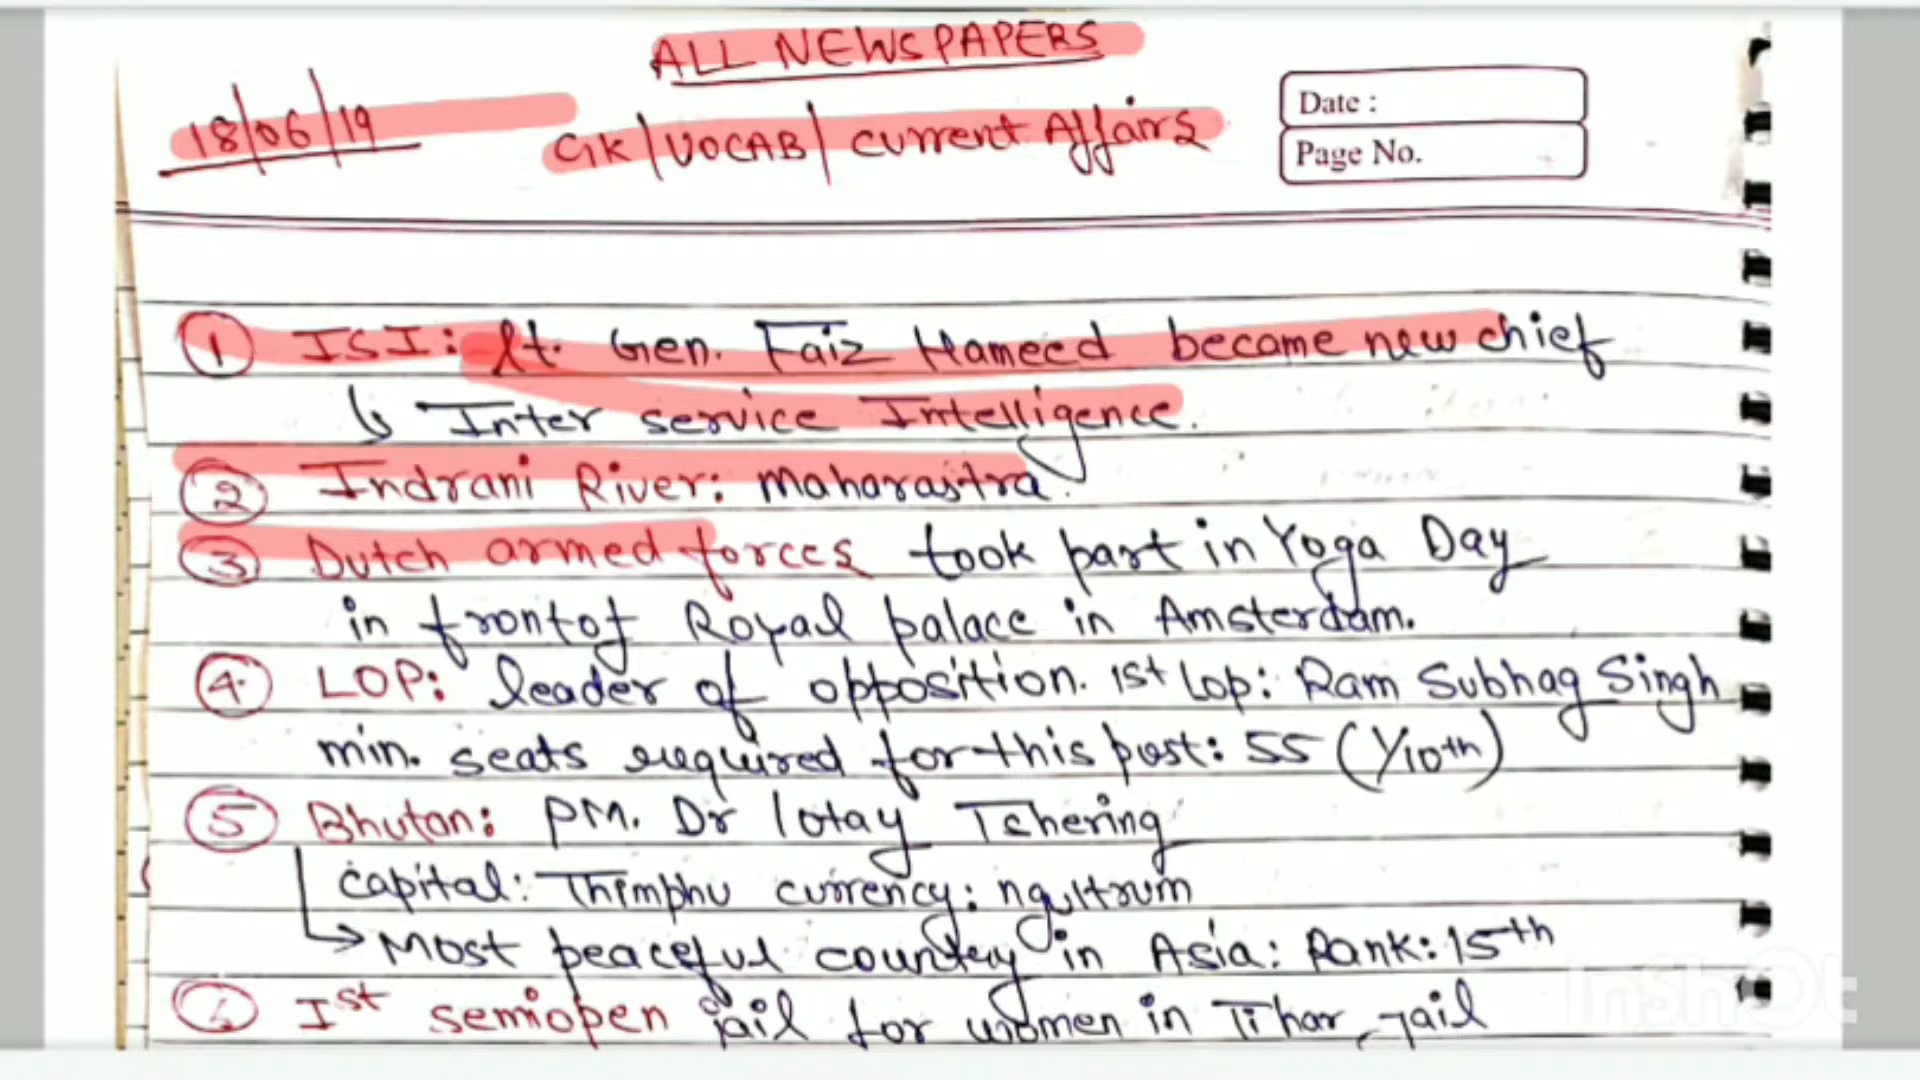 ALL NEWSPAPERS
18/06/19
GK/VOCAB/current Affairs
Date :
Page No.
1 ISI: Lt. Gen. Faiz Hameed became new chief
↳ Inter service Intelligence.
2 Indrani River: Maharastra.
3 Dutch armed forces took part in Yoga Day
in front of Royal palace in Amsterdam.
4. LOP: leader of opposition. 1st Lop: Ram Subhag Singh
min. seats required for this post: 55 (1/10th)
5 Bhutan: PM. Dr lotay Tshering
capital: Thimphu currency: ngultrum
→ Most peaceful country in Asia: Rank: 15th
6 Ist semiopen jail for women in Tihar jail
InShOt